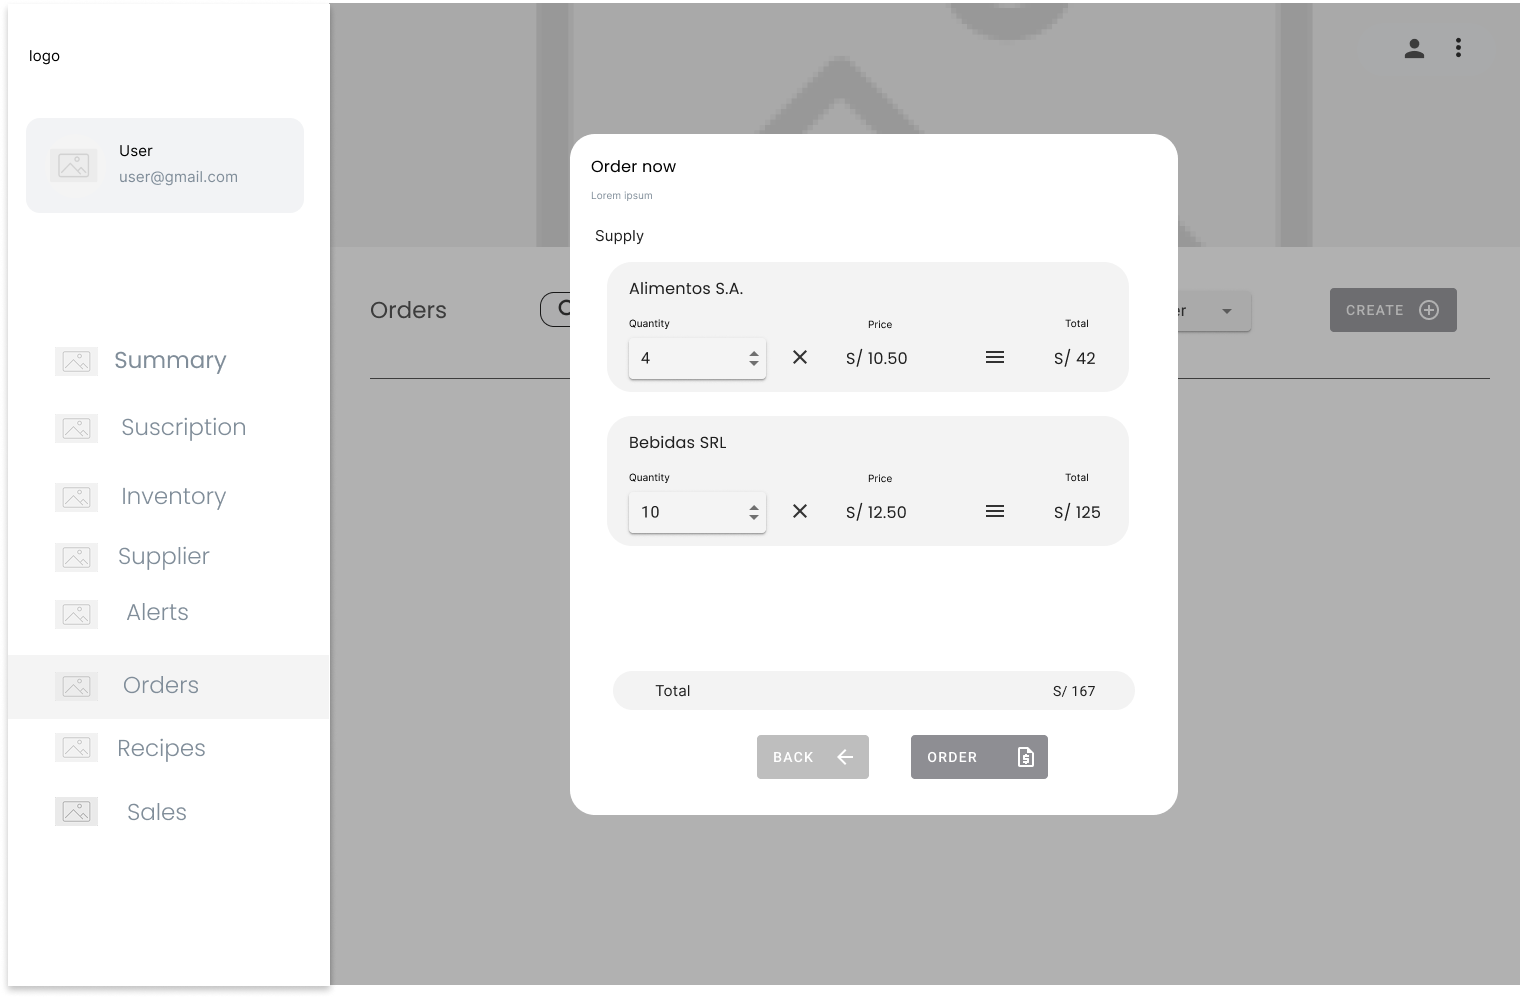 logo
User
user@gmail.com
Summary
Suscription
Inventory
Supplier
Alerts
Orders
Recipes
Sales
Orders
er
CREATE
Order now
Lorem ipsum
Supply
Alimentos S.A.
Quantity Price Total
4 S/ 10.50 S/ 42
Bebidas SRL
Quantity Price Total
10 S/ 12.50 S/ 125
Total S/ 167
BACK ORDER